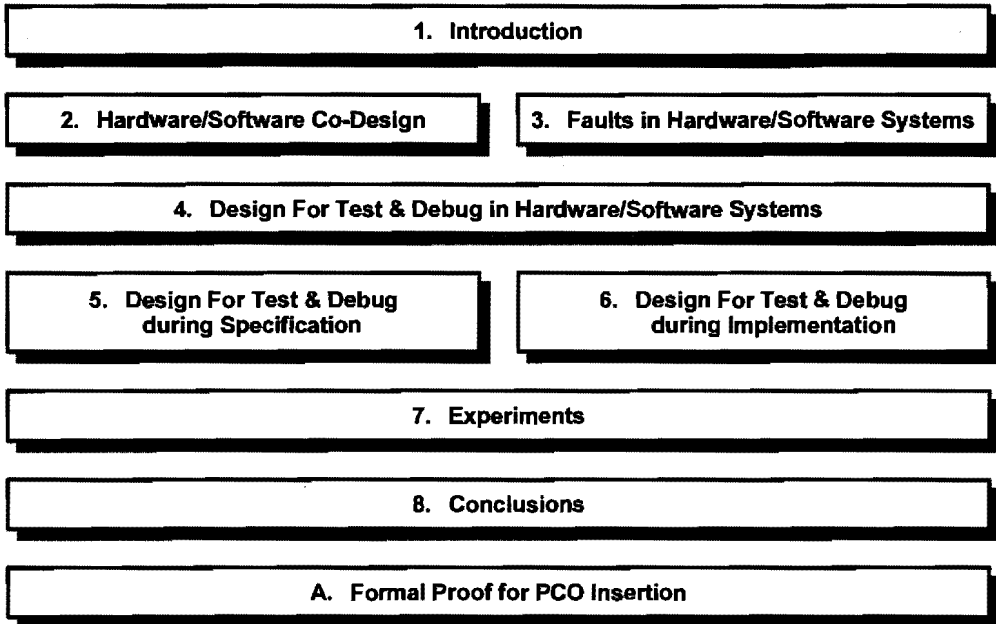 1. Introduction
2. Hardware/Software Co-Design
3. Faults in Hardware/Software Systems
4. Design For Test & Debug in Hardware/Software Systems
5. Design For Test & Debug
during Specification
6. Design For Test & Debug
during Implementation
7. Experiments
8. Conclusions
A. Formal Proof for PCO Insertion